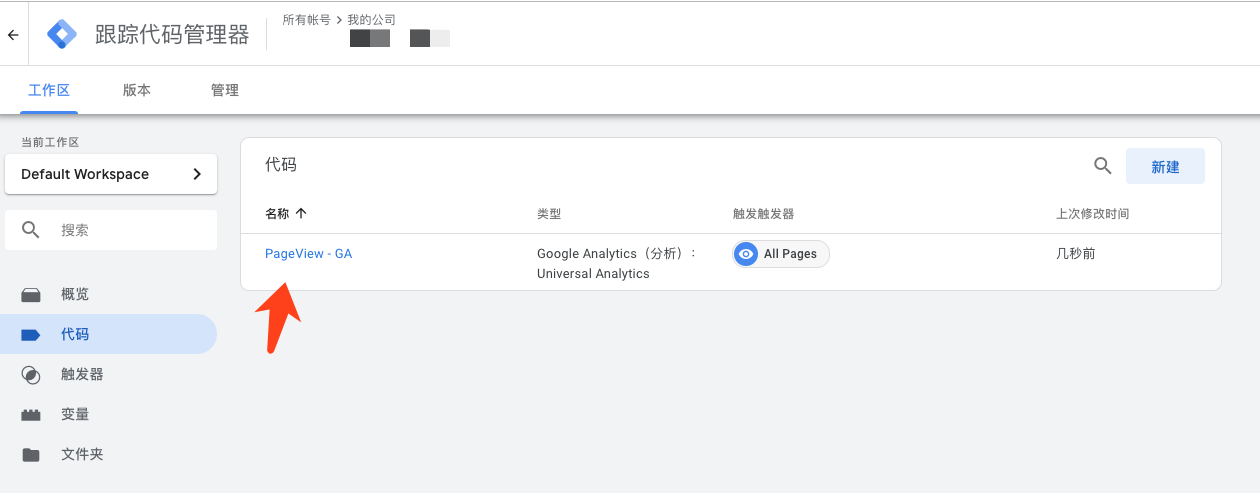 所有帐号 > 我的公司
跟踪代码管理器
工作区 版本 管理
当前工作区
Default Workspace
搜索
概览
代码
触发器
变量
文件夹
代码
新建
名称 类型 触发触发器 上次修改时间
PageView - GA Google Analytics（分析）： All Pages 几秒前
Universal Analytics